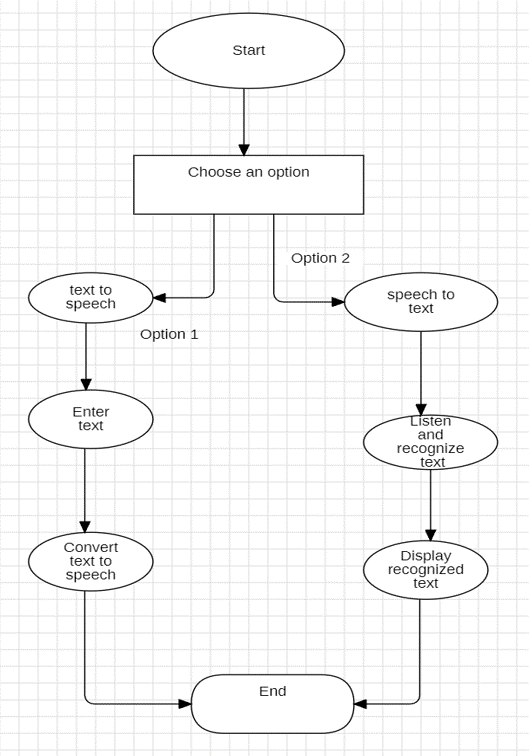 Start
Choose an option
Option 2
text to
speech
speech to
text
Option 1
Enter
text
Listen
and
recognize
text
Convert
text to
speech
Display
recognized
text
End